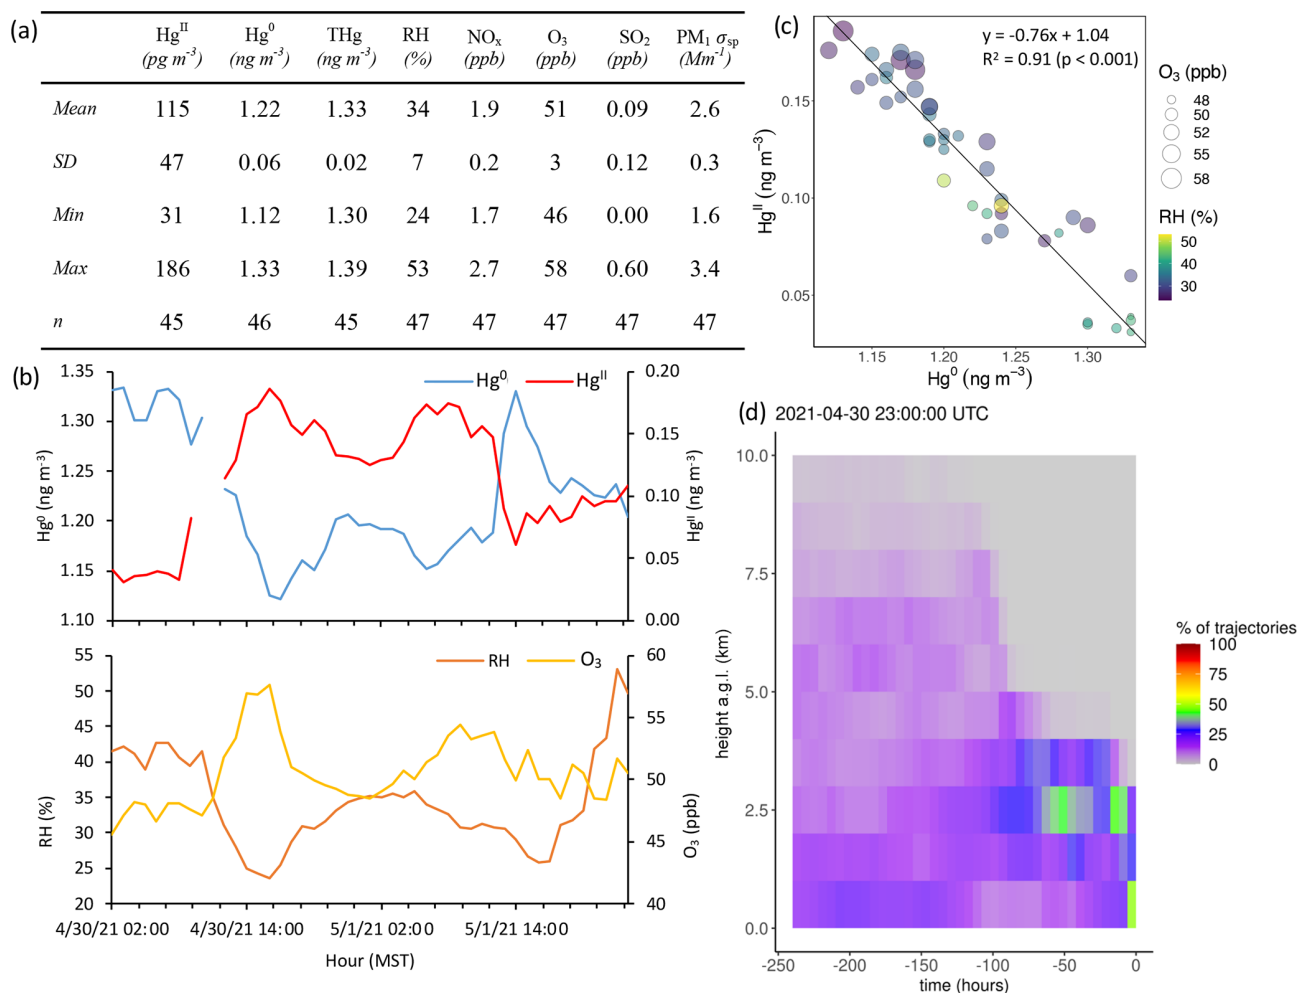 (a)
Hg^II Hg^0 THg RH NO_x O_3 SO_2 PM_1 σ_sp
(pg m^-3) (ng m^-3) (ng m^-3) (%) (ppb) (ppb) (ppb) (Mm^-1)
Mean 115 1.22 1.33 34 1.9 51 0.09 2.6
SD 47 0.06 0.02 7 0.2 3 0.12 0.3
Min 31 1.12 1.30 24 1.7 46 0.00 1.6
Max 186 1.33 1.39 53 2.7 58 0.60 3.4
n 45 46 45 47 47 47 47 47
(b)
Hg^0 Hg^II
1.35
1.30
1.25
1.20
1.15
1.10
Hg^0 (ng m^-3)
0.20
0.15
0.10
0.05
0.00
Hg^II (ng m^-3)
RH O_3
55
50
45
40
35
30
25
20
RH (%)
60
55
50
45
40
O_3 (ppb)
4/30/21 02:00 4/30/21 14:00 5/1/21 02:00 5/1/21 14:00
Hour (MST)
(c)
y = -0.76x + 1.04
R^2 = 0.91 (p < 0.001)
0.15
0.10
0.05
Hg^II (ng m^−3)
1.15 1.20 1.25 1.30
Hg^0 (ng m^−3)
O_3 (ppb)
48
50
52
55
58
RH (%)
50
40
30
(d) 2021-04-30 23:00:00 UTC
10.0
7.5
5.0
2.5
0.0
height a.g.l. (km)
-250 -200 -150 -100 -50 0
time (hours)
% of trajectories
100
75
50
25
0